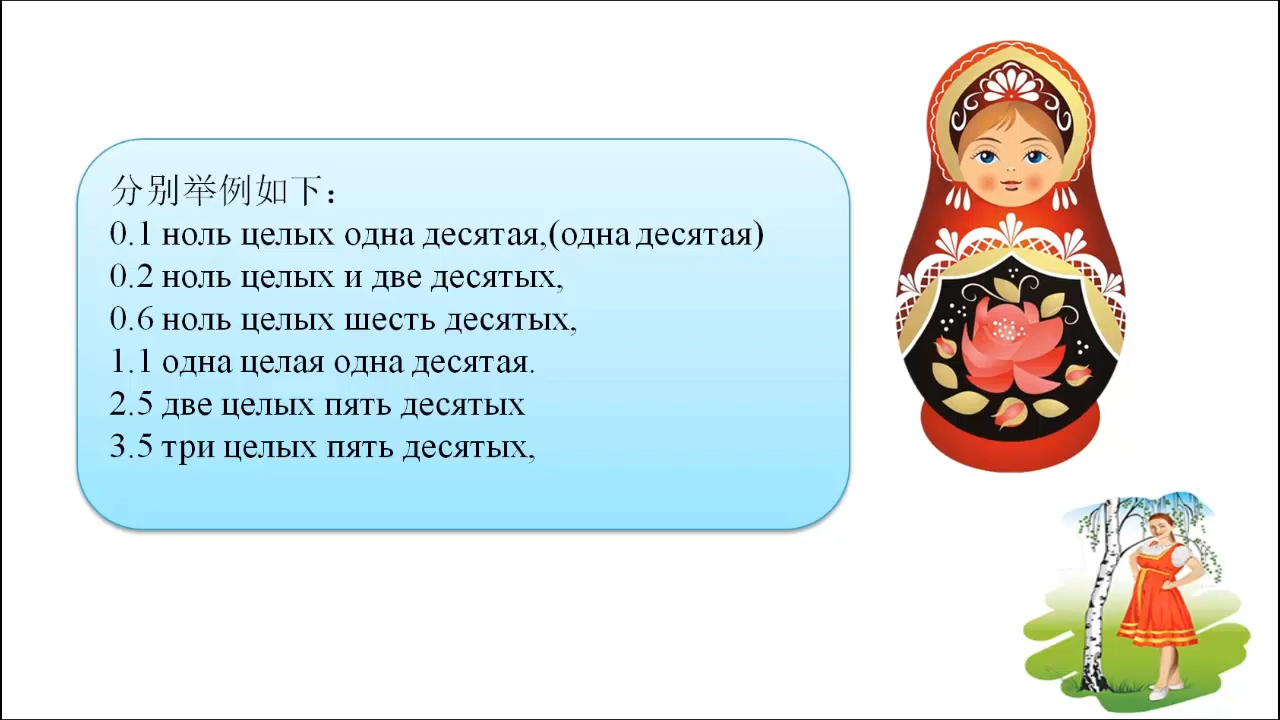 分别举例如下：
0.1 ноль целых одна десятая,(одна десятая)
0.2 ноль целых и две десятых,
0.6 ноль целых шесть десятых,
1.1 одна целая одна десятая.
2.5 две целых пять десятых
3.5 три целых пять десятых,